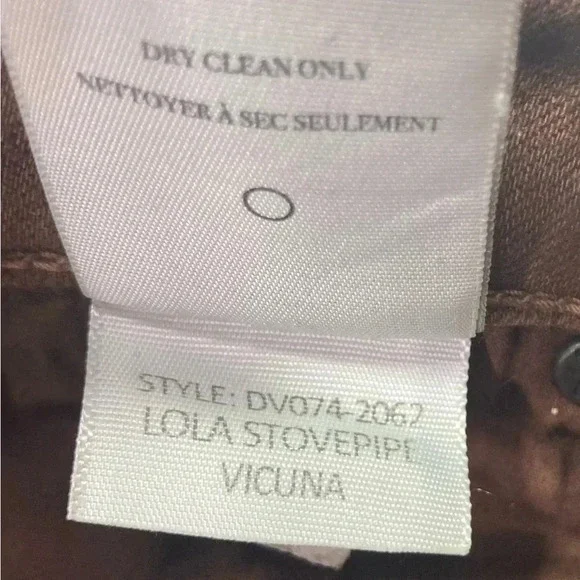 DRY CLEAN ONLY
NETTOYER À SEC SEULEMENT
STYLE: DV074-2062
LOLA STOVEPIPE
VICUNA